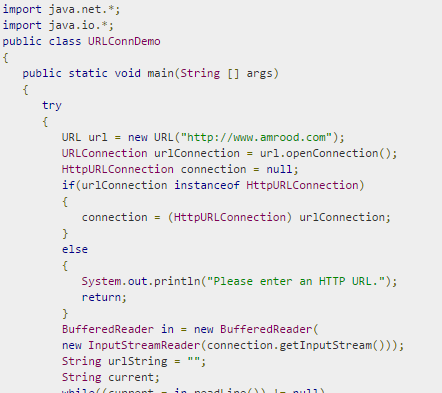 import java.net.*;
import java.io.*;
public class URLConnDemo
{
   public static void main(String [] args)
   {
      try
      {
         URL url = new URL("http://www.amrood.com");
         URLConnection urlConnection = url.openConnection();
         HttpURLConnection connection = null;
         if(urlConnection instanceof HttpURLConnection)
         {
            connection = (HttpURLConnection) urlConnection;
         }
         else
         {
            System.out.println("Please enter an HTTP URL.");
            return;
         }
         BufferedReader in = new BufferedReader(
         new InputStreamReader(connection.getInputStream()));
         String urlString = "";
         String current;
         while((current = in.readLine()) != null)